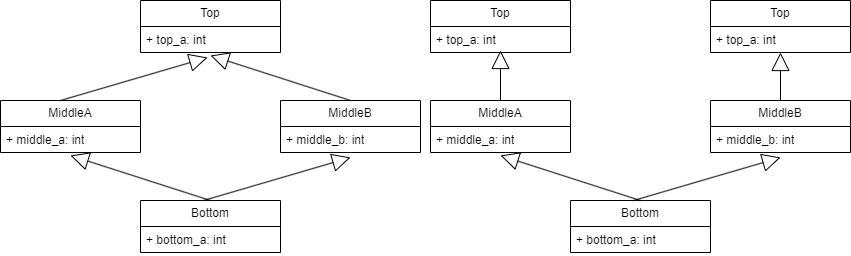 Top
+ top_a: int
MiddleA
+ middle_a: int
MiddleB
+ middle_b: int
Bottom
+ bottom_a: int
Top
+ top_a: int
Top
+ top_a: int
MiddleA
+ middle_a: int
MiddleB
+ middle_b: int
Bottom
+ bottom_a: int